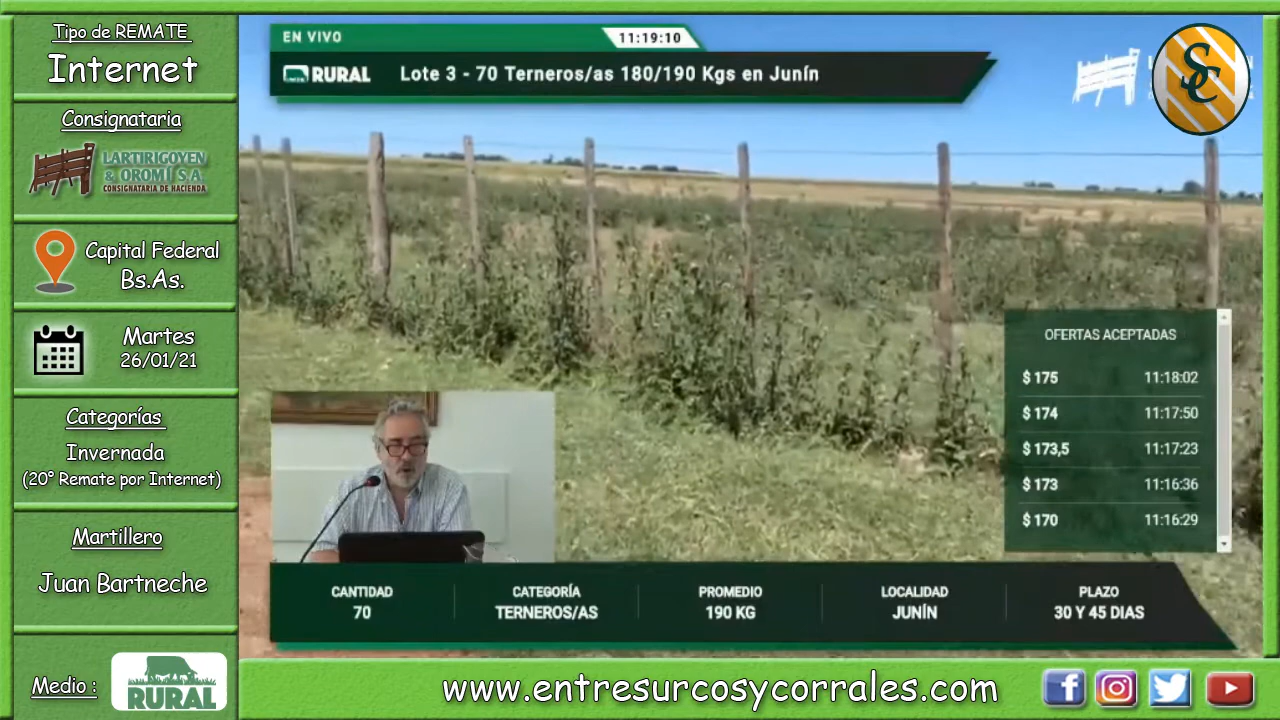 Tipo de REMATE
Internet
Consignataria
LARTIRIGOYEN
& OROMÍ S.A.
CONSIGNATARIA DE HACIENDA
Capital Federal
Bs.As.
Martes
26/01/21
Categorías
Invernada
(20° Remate por Internet)
Martillero
Juan Bartneche
Medio :
RURAL
EN VIVO
11:19:10
RURAL
Lote 3 - 70 Terneros/as 180/190 Kgs en Junín
SC
OFERTAS ACEPTADAS
$ 175 11:18:02
$ 174 11:17:50
$ 173,5 11:17:23
$ 173 11:16:36
$ 170 11:16:29
CANTIDAD
70
CATEGORÍA
TERNEROS/AS
PROMEDIO
190 KG
LOCALIDAD
JUNÍN
PLAZO
30 Y 45 DIAS
www.entresurcosycorrales.com